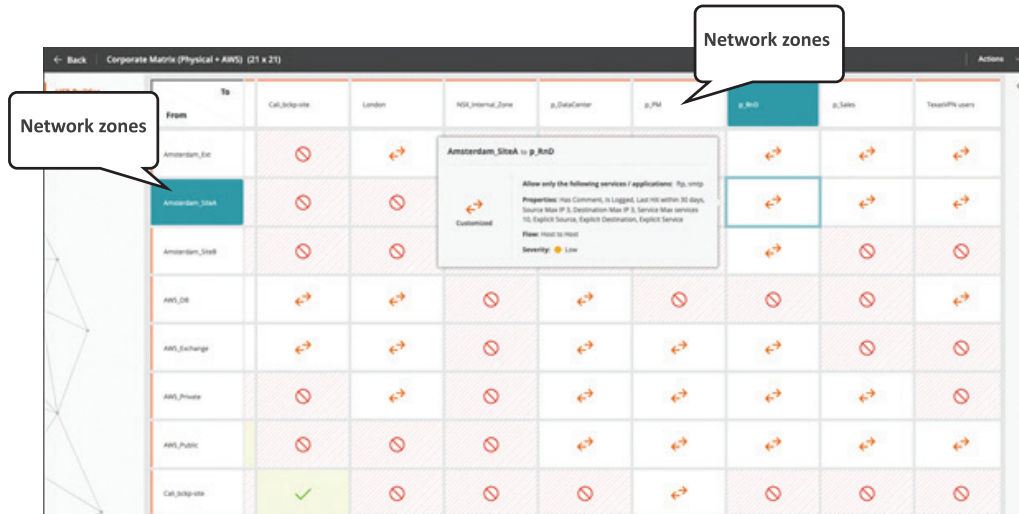 Network zones
← Back Corporate Matrix (Physical + AWS) (21 x 21) Actions
To
From
Cali_bckp-site London NSX_Internal_Zone p_DataCenter p_PM p_RnD p_Sales TexasVPN users
Network zones
Amsterdam_Ext
Amsterdam_SiteA to p_RnD
Allow only the following services / applications: ftp, smtp
Properties: Has Comment, Is Logged, Last Hit within 30 days,
Source Max IP 3, Destination Max IP 3, Service Max services
10, Explicit Source, Explicit Destination, Explicit Service
Customized
Flow: Host to Host
Severity: Low
Amsterdam_SiteA
Amsterdam_SiteB
AWS_DB
AWS_Exchange
AWS_Private
AWS_Public
Cali_bckp-site